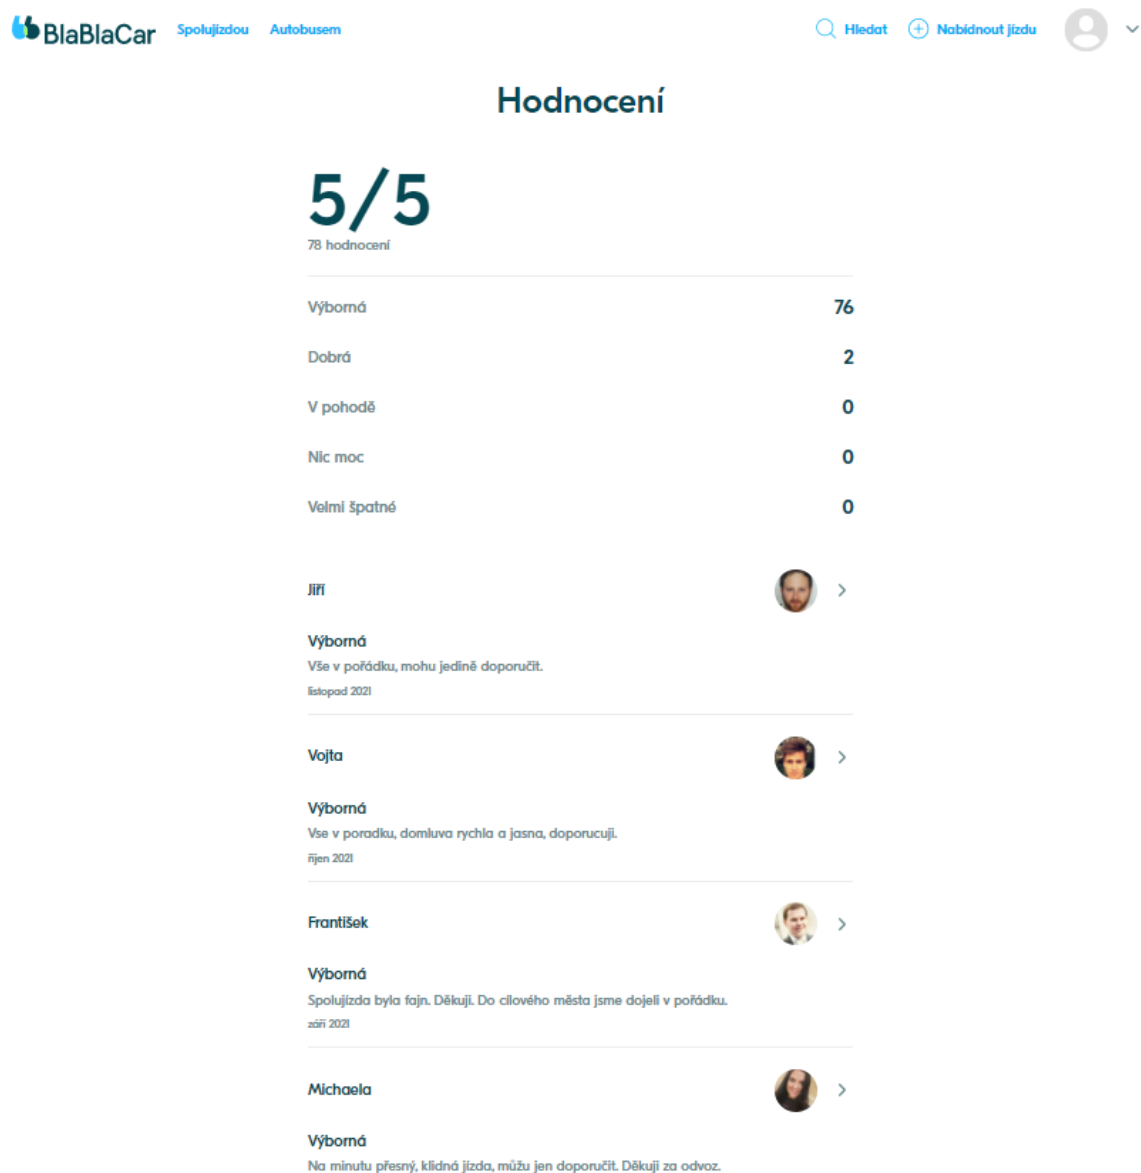 BlaBlaCar Spolujízdou Autobusem Hledat Nabídnout jízdu
Hodnocení
5/5
78 hodnocení
Výborná 76
Dobrá 2
V pohodě 0
Nic moc 0
Velmi špatné 0
Jiří
Výborná
Vše v pořádku, mohu jedině doporučit.
listopad 2021
Vojta
Výborná
Vse v poradku, domluva rychla a jasna, doporucuji.
říjen 2021
František
Výborná
Spolujízda byla fajn. Děkuji. Do cílového města jsme dojeli v pořádku.
září 2021
Michaela
Výborná
Na minutu přesný, klidná jízda, můžu jen doporučit. Děkuji za odvoz.